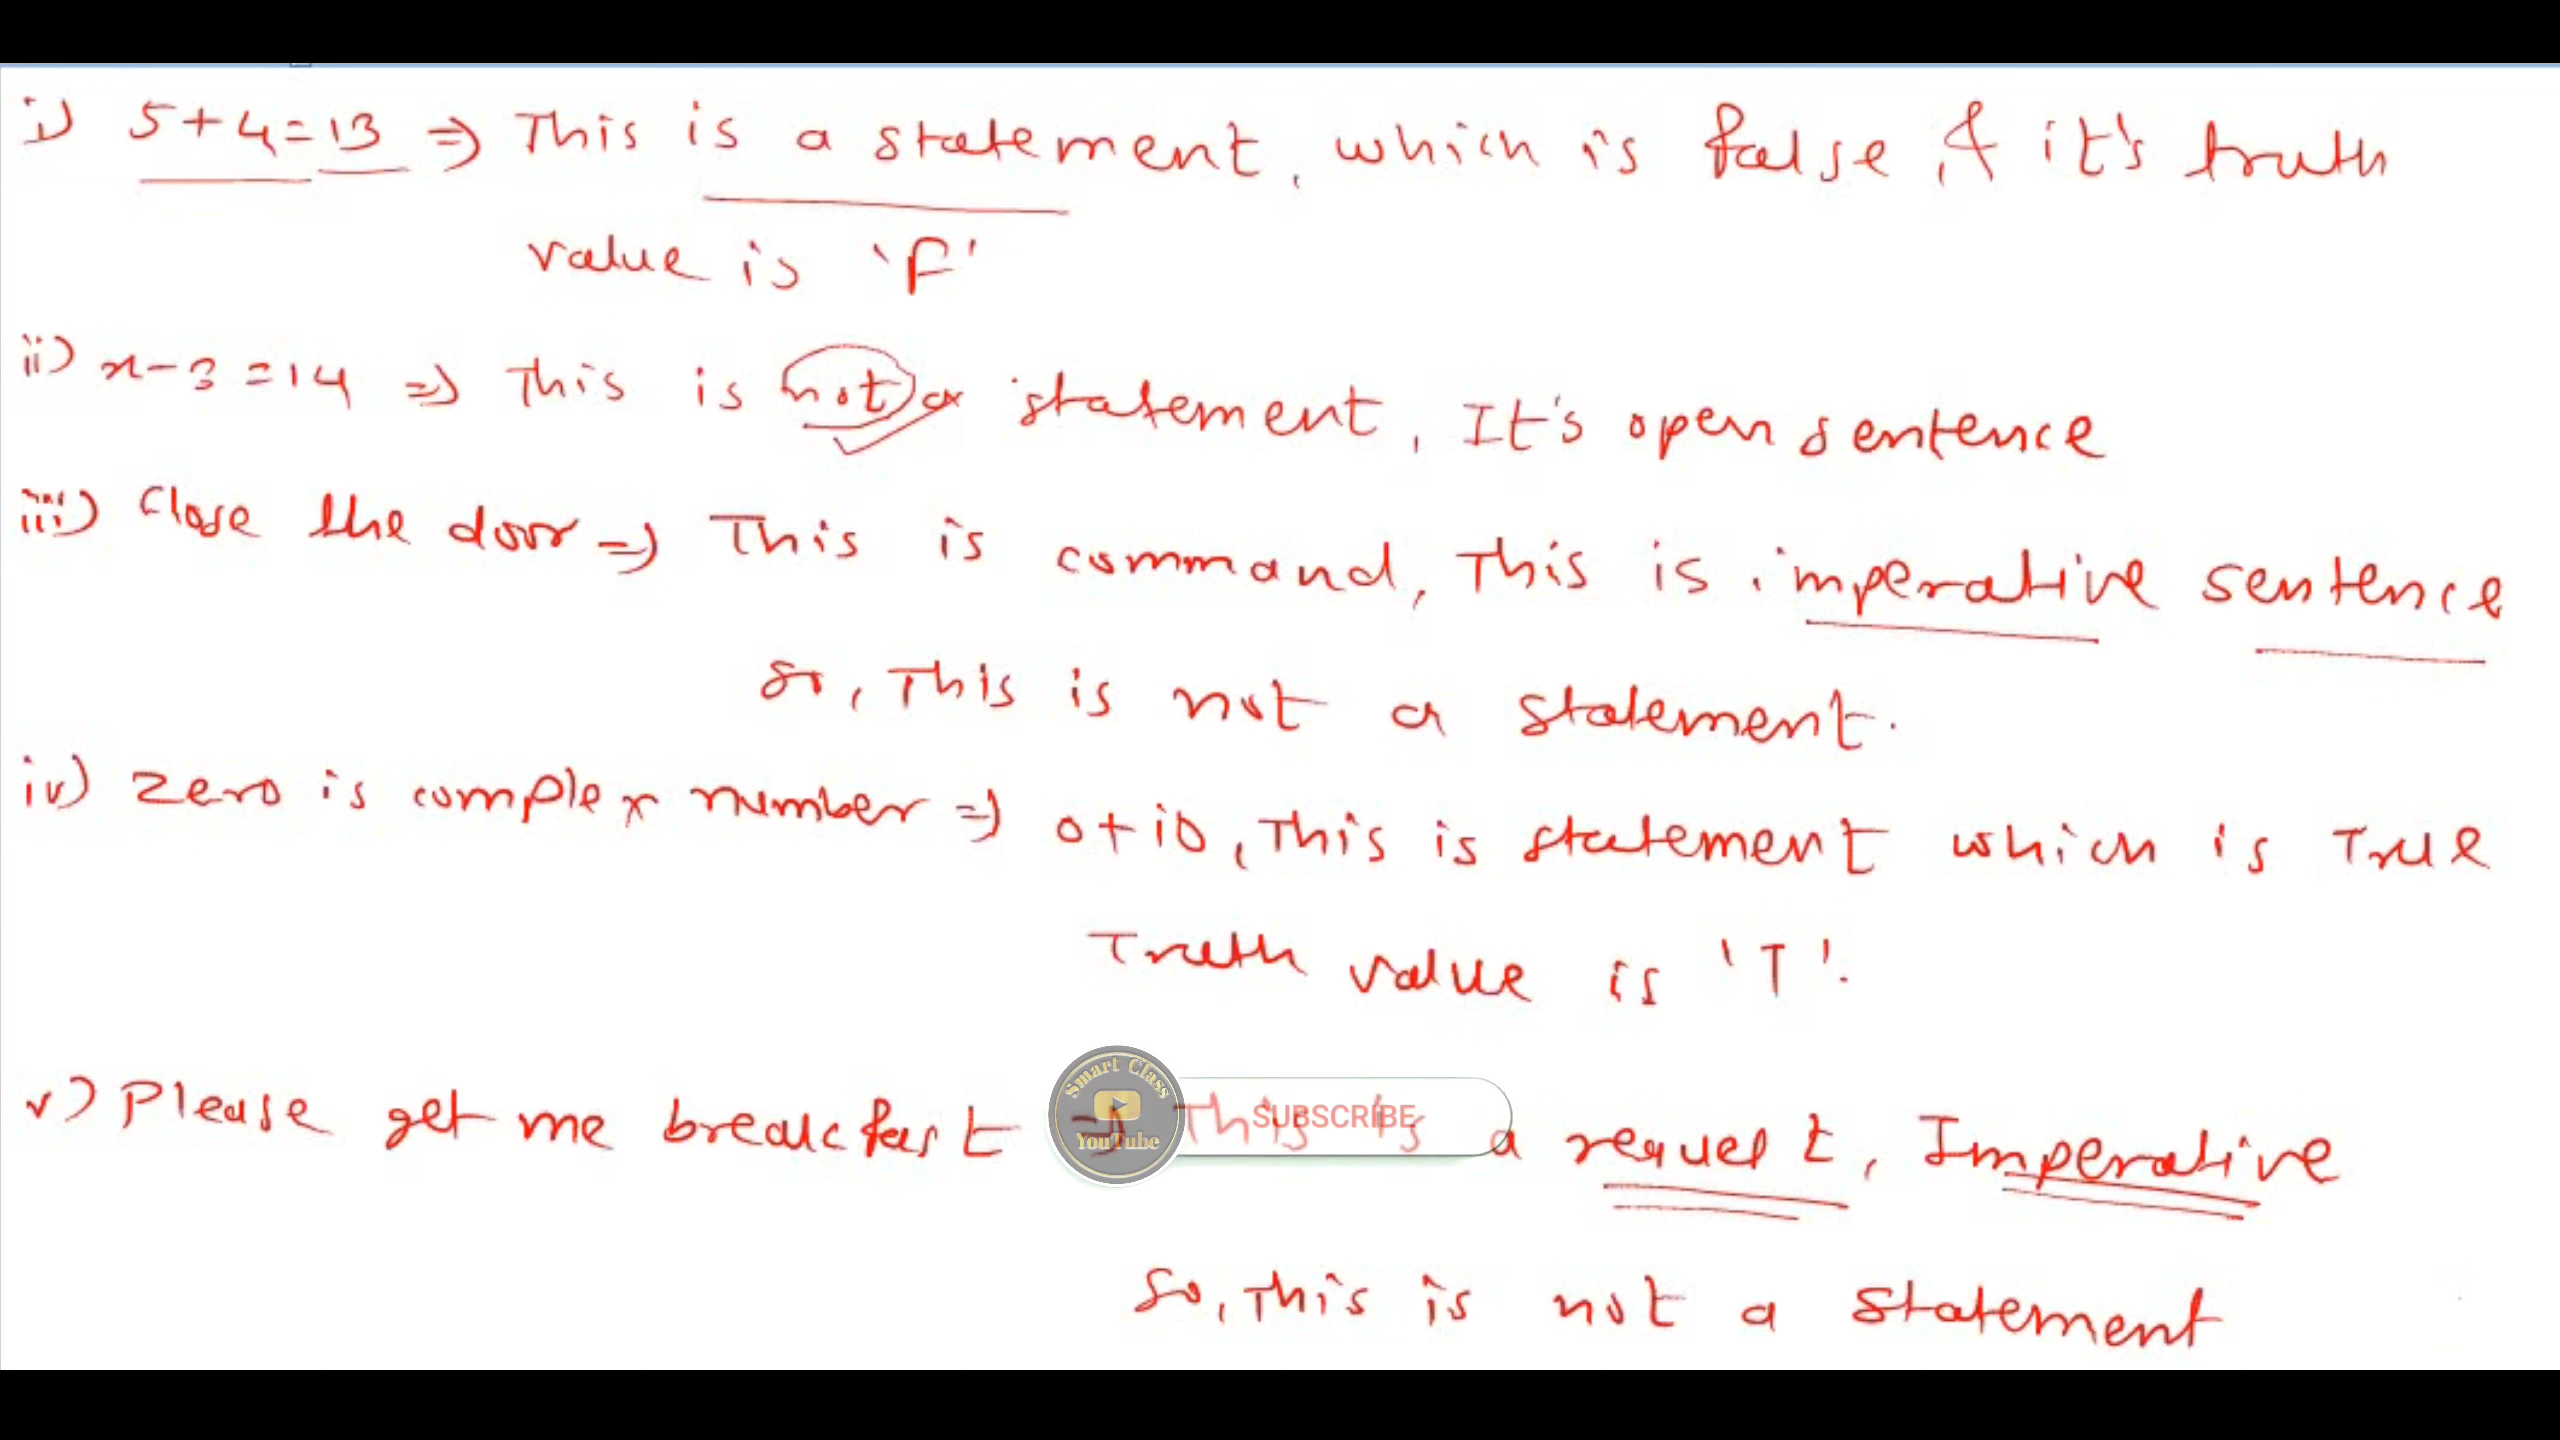 i) 5+4=13 => This is a statement, which is false, & it's truth
value is 'F'
ii) x-3=14 => This is not a statement, It's open sentence
iii) Close the door => This is command, This is imperative sentence
so, This is not a statement.
iv) zero is complex number => 0+i0, This is statement which is True
Truth value is 'T'.
v) Please get me breakfast => This is a request, Imperative
Smart Class
YouTube
SUBSCRIBE
So, This is not a statement